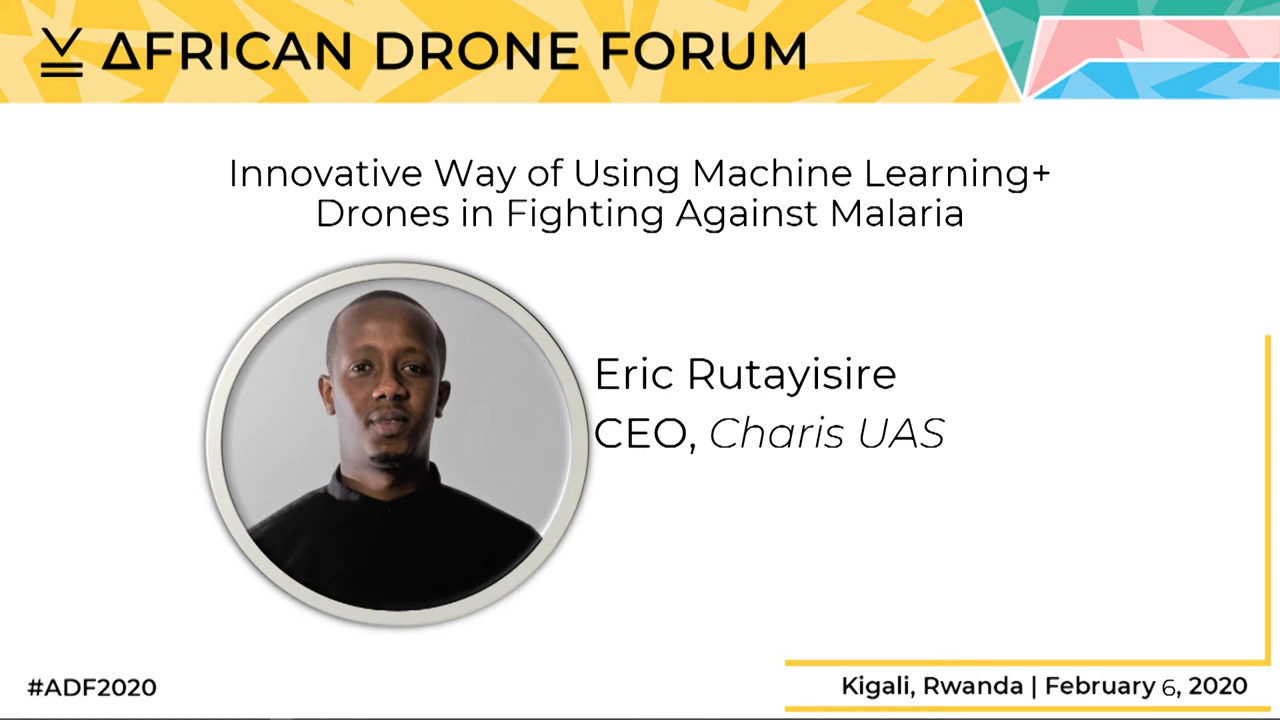 AFRICAN DRONE FORUM
Innovative Way of Using Machine Learning+
Drones in Fighting Against Malaria
Eric Rutayisire
CEO, Charis UAS
#ADF2020
Kigali, Rwanda | February 6, 2020